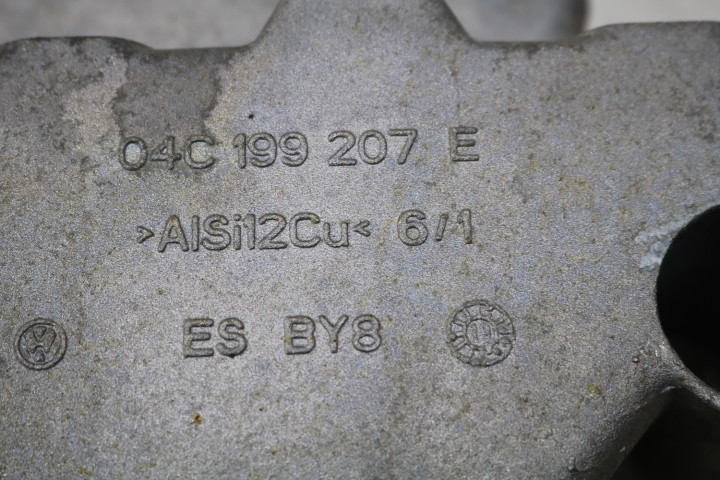 04C 199 207 E
>AlSi12Cu< 6/1
ES BY8